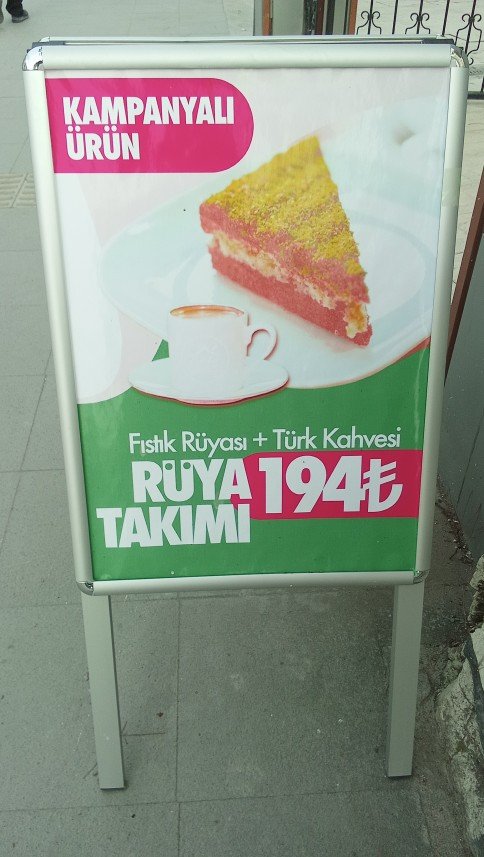 KAMPANYALI
ÜRÜN
Fıstık Rüyası + Türk Kahvesi
RÜYA 194₺
TAKIMI